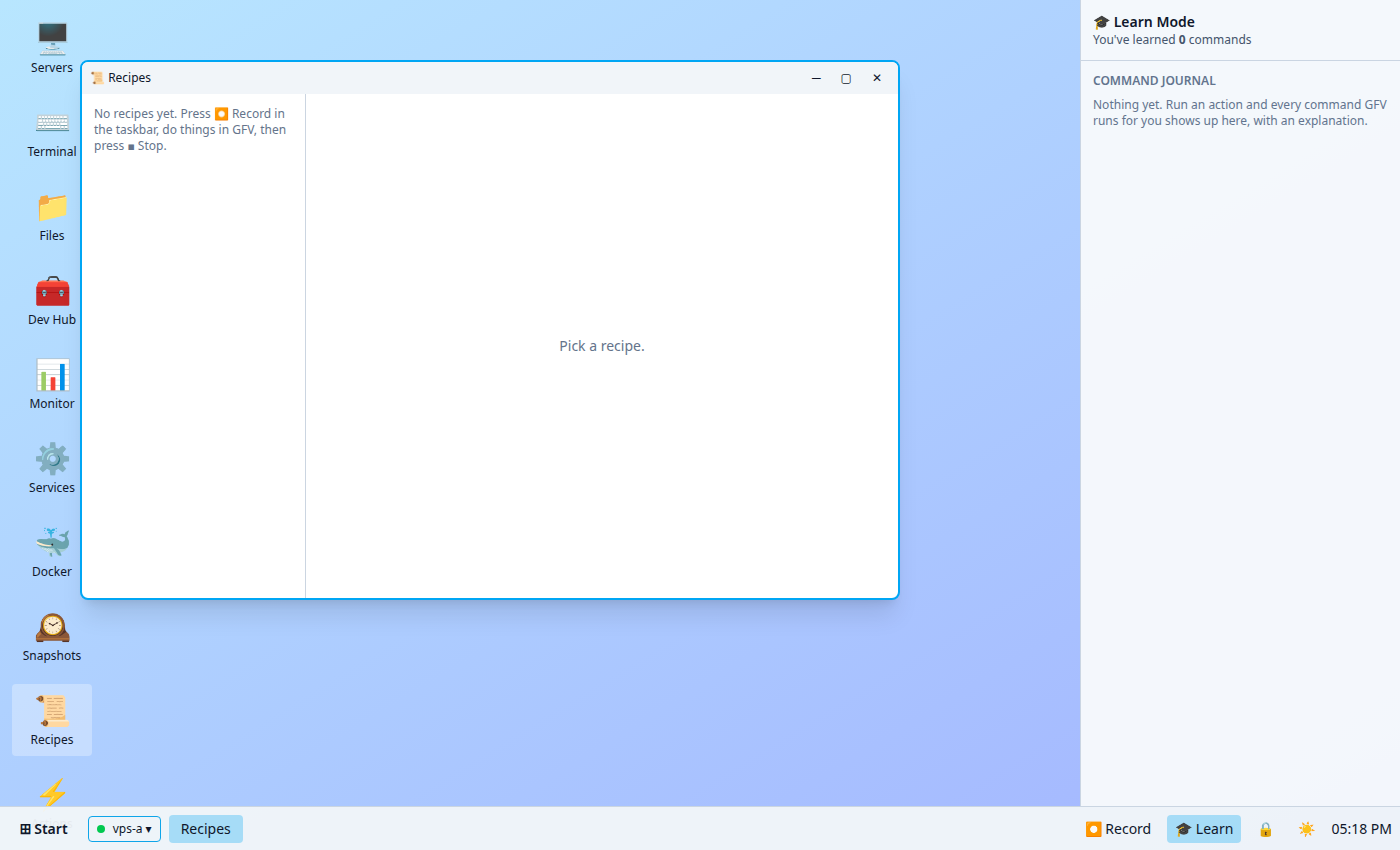 Servers
Terminal
Files
Dev Hub
Monitor
Services
Docker
Snapshots
Recipes
Recipes
No recipes yet. Press ⏺ Record in
the taskbar, do things in GFV, then
press ■ Stop.
Pick a recipe.
Learn Mode
You've learned 0 commands
COMMAND JOURNAL
Nothing yet. Run an action and every command GFV
runs for you shows up here, with an explanation.
Start
vps-a ▾
Recipes
Record
Learn
05:18 PM